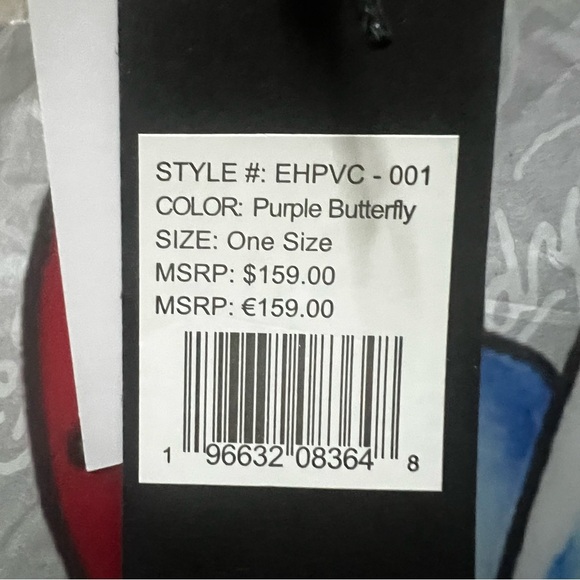 STYLE #: EHPVC - 001
COLOR: Purple Butterfly
SIZE: One Size
MSRP: $159.00
MSRP: €159.00
1 96632 08364 8